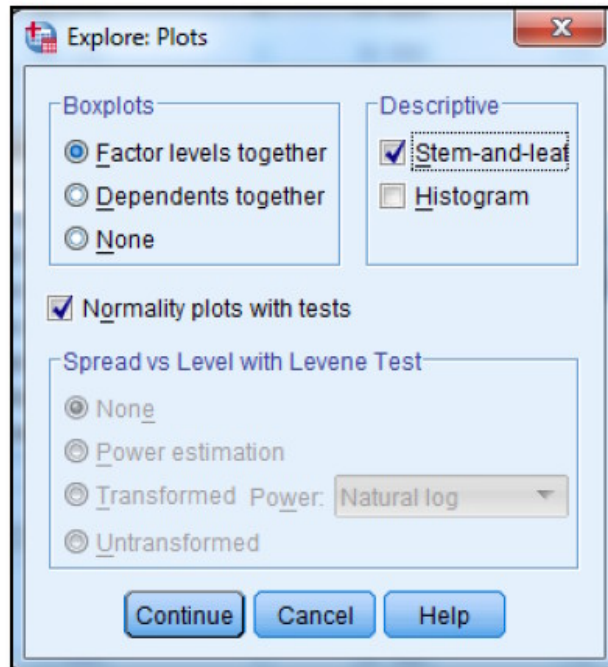 Explore: Plots
Boxplots
Factor levels together
Dependents together
None
Descriptive
Stem-and-leaf
Histogram
Normality plots with tests
Spread vs Level with Levene Test
None
Power estimation
Transformed Power: Natural log
Untransformed
Continue Cancel Help